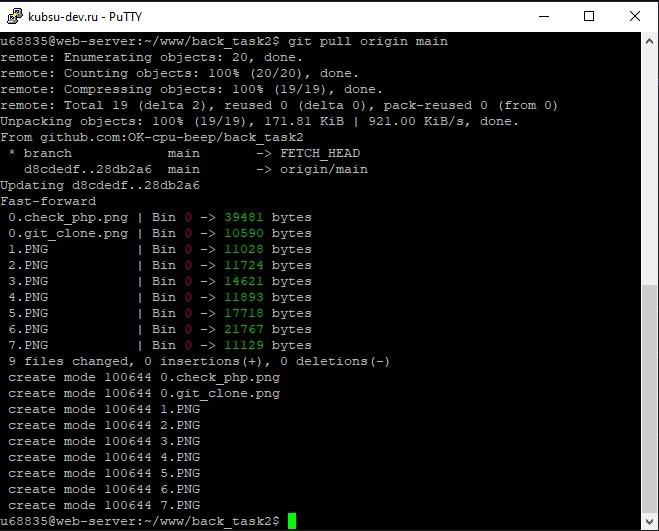 kubsu-dev.ru - PuTTY
u68835@web-server:~/www/back_task2$ git pull origin main
remote: Enumerating objects: 20, done.
remote: Counting objects: 100% (20/20), done.
remote: Compressing objects: 100% (19/19), done.
remote: Total 19 (delta 2), reused 0 (delta 0), pack-reused 0 (from 0)
Unpacking objects: 100% (19/19), 171.81 KiB | 921.00 KiB/s, done.
From github.com:OK-cpu-beep/back_task2
 * branch            main       -> FETCH_HEAD
   d8cdedf..28db2a6  main       -> origin/main
Updating d8cdedf..28db2a6
Fast-forward
 0.check_php.png | Bin 0 -> 39481 bytes
 0.git_clone.png | Bin 0 -> 10590 bytes
 1.PNG           | Bin 0 -> 11028 bytes
 2.PNG           | Bin 0 -> 11724 bytes
 3.PNG           | Bin 0 -> 14621 bytes
 4.PNG           | Bin 0 -> 11893 bytes
 5.PNG           | Bin 0 -> 17718 bytes
 6.PNG           | Bin 0 -> 21767 bytes
 7.PNG           | Bin 0 -> 11129 bytes
 9 files changed, 0 insertions(+), 0 deletions(-)
 create mode 100644 0.check_php.png
 create mode 100644 0.git_clone.png
 create mode 100644 1.PNG
 create mode 100644 2.PNG
 create mode 100644 3.PNG
 create mode 100644 4.PNG
 create mode 100644 5.PNG
 create mode 100644 6.PNG
 create mode 100644 7.PNG
u68835@web-server:~/www/back_task2$